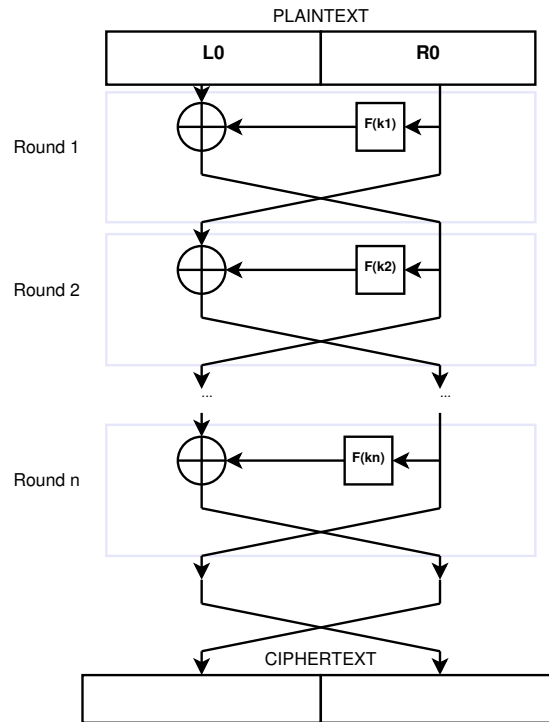 PLAINTEXT
L0 R0
F(k1)
Round 1
F(k2)
Round 2
... ...
F(kn)
Round n
CIPHERTEXT